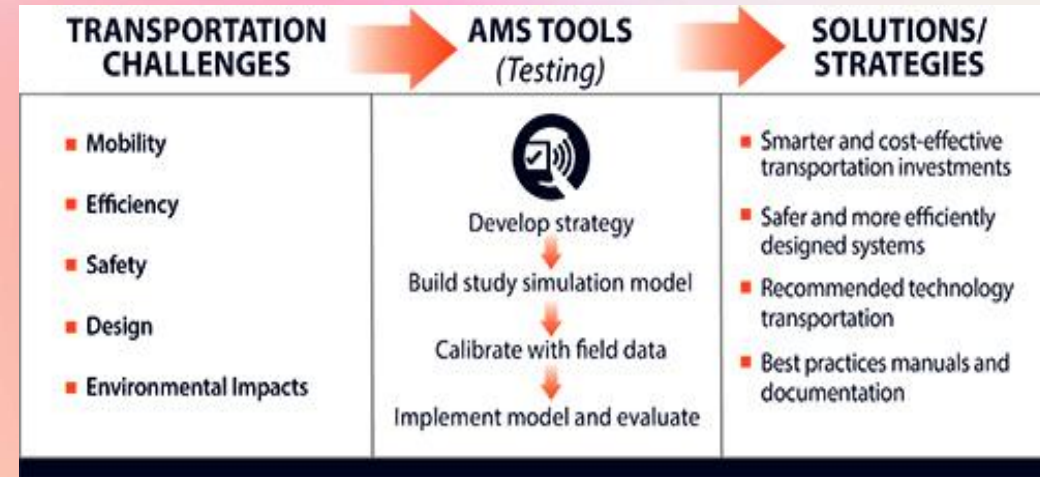 TRANSPORTATION
CHALLENGES
AMS TOOLS
(Testing)
SOLUTIONS/
STRATEGIES
Mobility
Efficiency
Safety
Design
Environmental Impacts
Develop strategy
Build study simulation model
Calibrate with field data
Implement model and evaluate
Smarter and cost-effective
transportation investments
Safer and more efficiently
designed systems
Recommended technology
transportation
Best practices manuals and
documentation